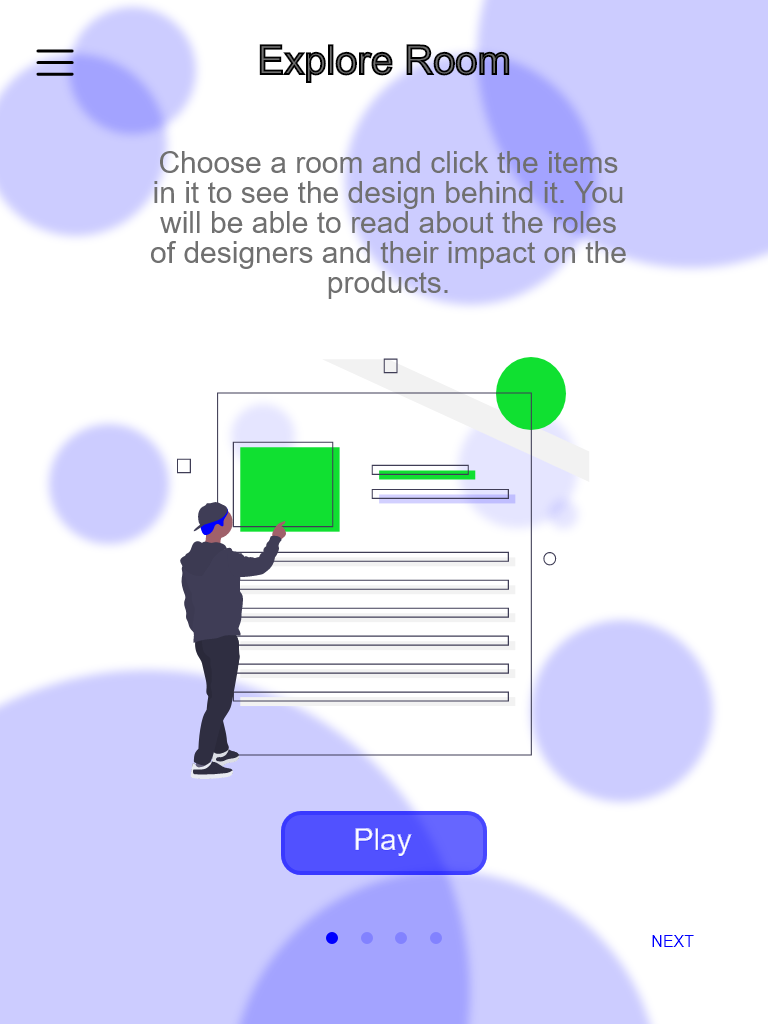 Explore Room
Choose a room and click the items
in it to see the design behind it. You
will be able to read about the roles
of designers and their impact on the
products.
Play
NEXT